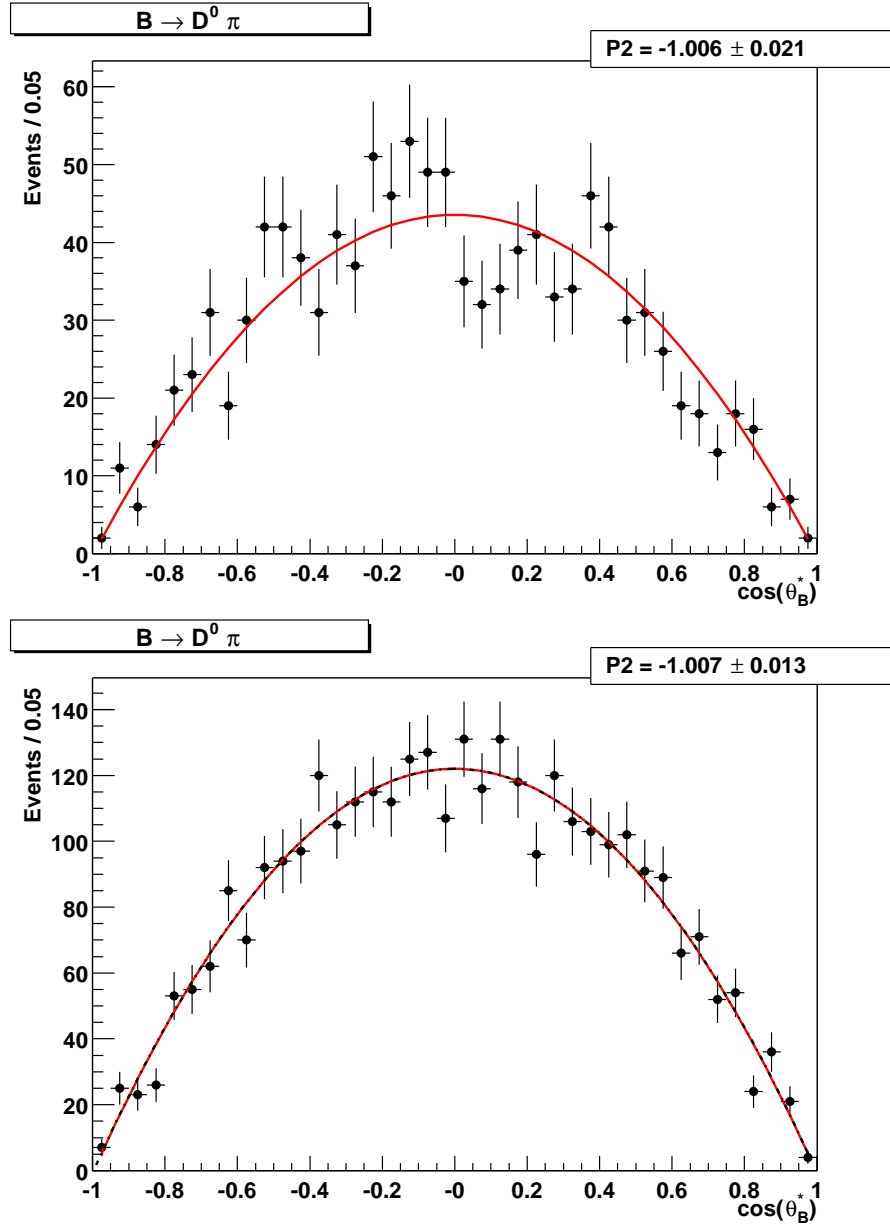 B → D⁰ π
P2 = -1.006 ± 0.021
Events / 0.05
60
50
40
30
20
10
0
-1 -0.8 -0.6 -0.4 -0.2 -0 0.2 0.4 0.6 0.8 1
cos(θ*B)
B → D⁰ π
P2 = -1.007 ± 0.013
Events / 0.05
140
120
100
80
60
40
20
0
-1 -0.8 -0.6 -0.4 -0.2 -0 0.2 0.4 0.6 0.8 1
cos(θ*B)